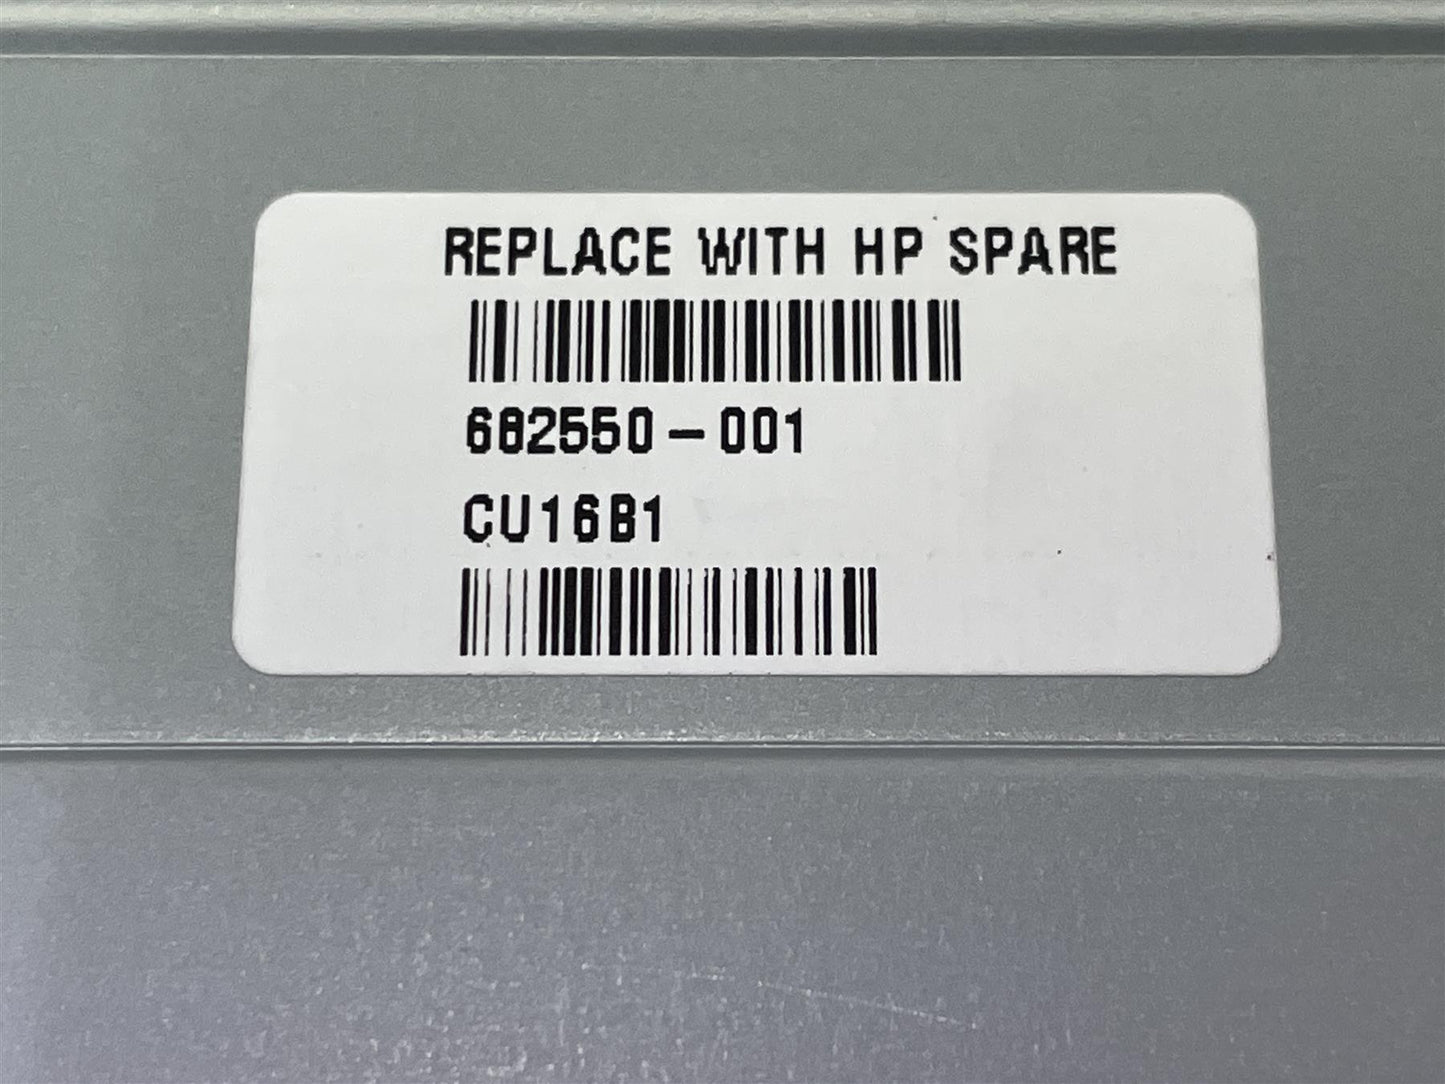 REPLACE WITH HP SPARE
682550-001
CU16B1